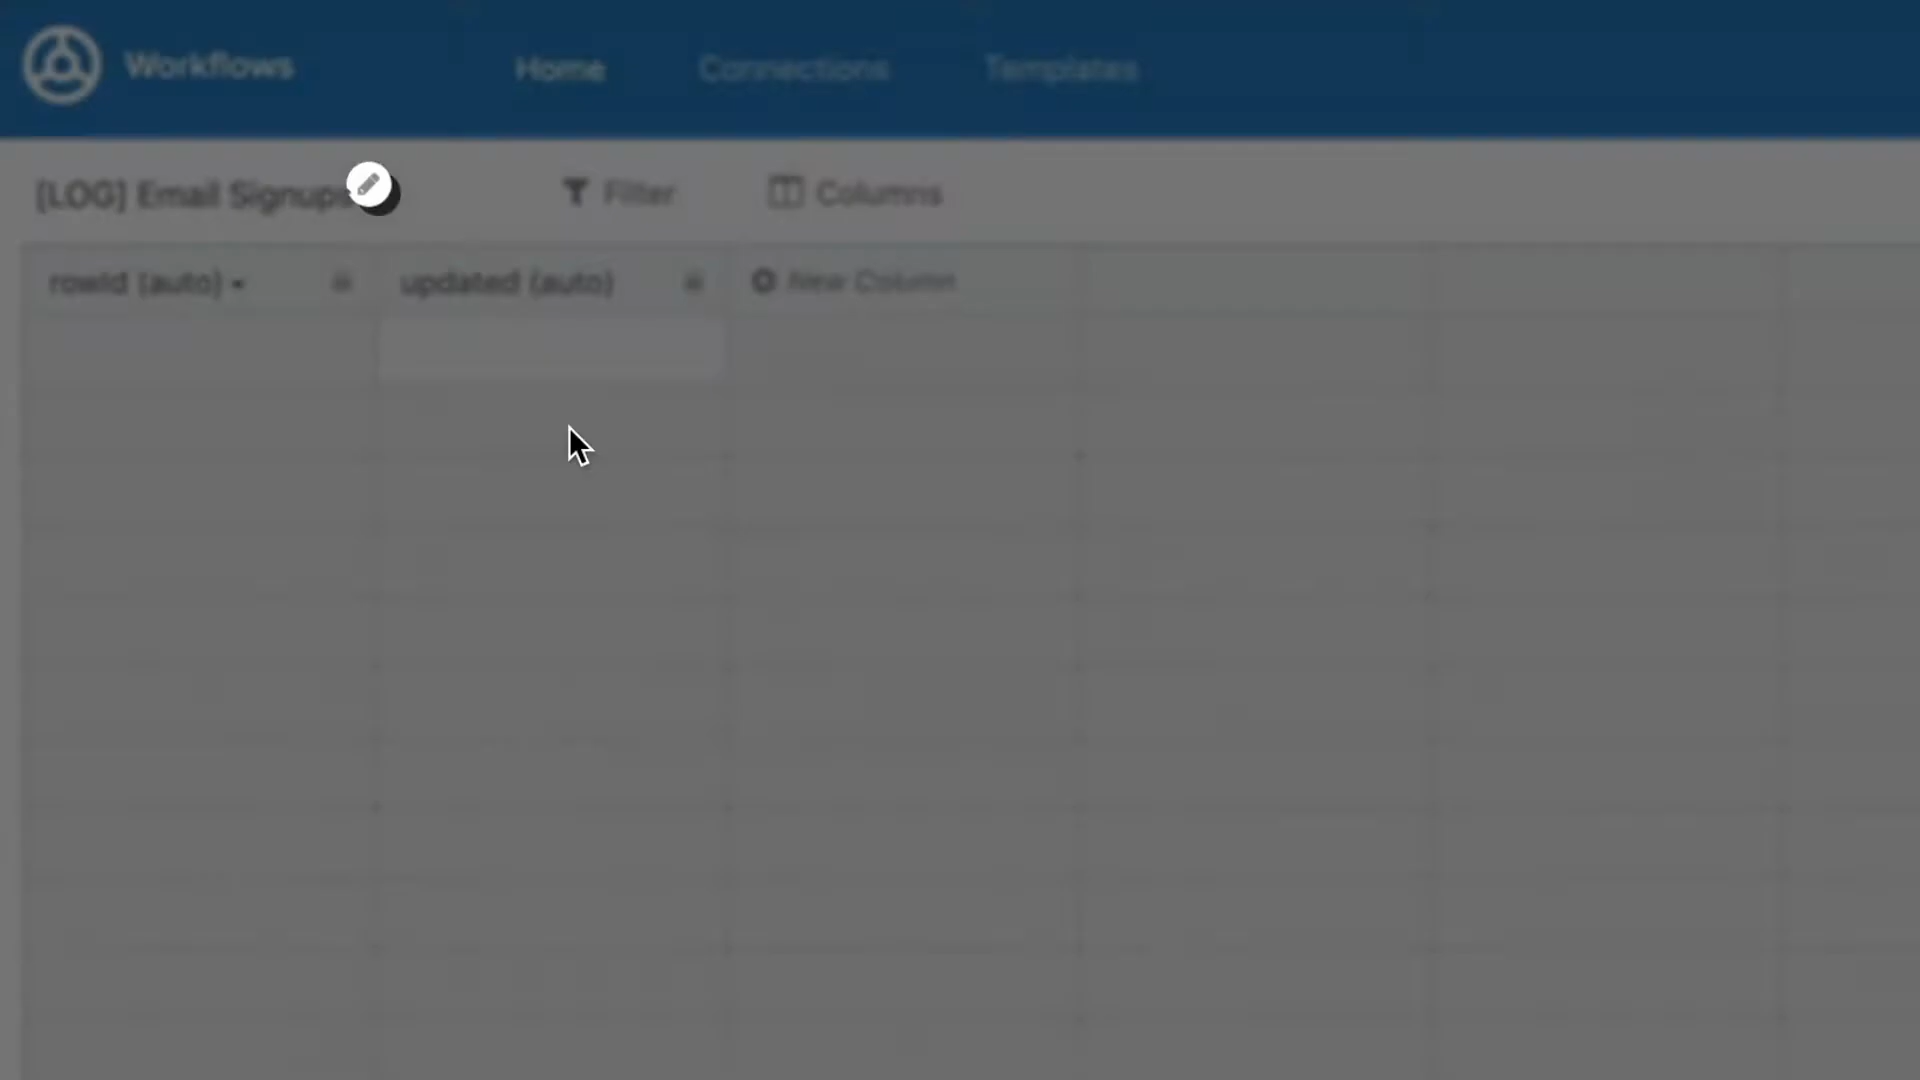 Workflows
Home
Connections
Templates
[LOG] Email Signups
Filter
Columns
rowId (auto)
updated (auto)
New Column